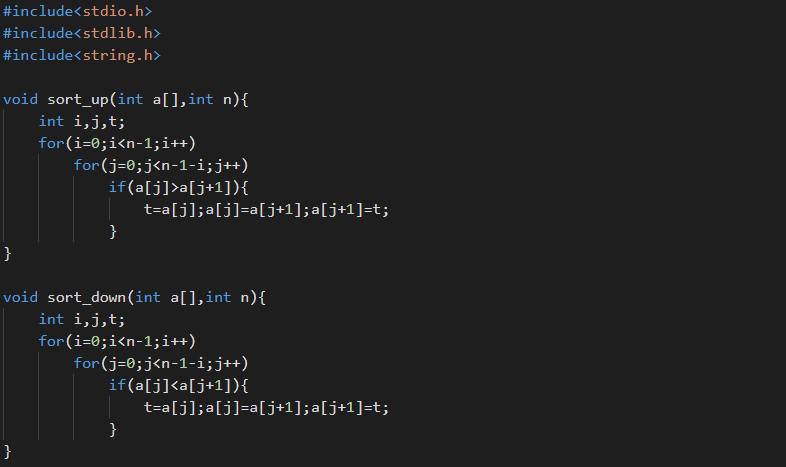 #include<stdio.h>
#include<stdlib.h>
#include<string.h>

void sort_up(int a[],int n){
    int i,j,t;
    for(i=0;i<n-1;i++)
        for(j=0;j<n-1-i;j++)
            if(a[j]>a[j+1]){
                t=a[j];a[j]=a[j+1];a[j+1]=t;
            }
}

void sort_down(int a[],int n){
    int i,j,t;
    for(i=0;i<n-1;i++)
        for(j=0;j<n-1-i;j++)
            if(a[j]<a[j+1]){
                t=a[j];a[j]=a[j+1];a[j+1]=t;
            }
}